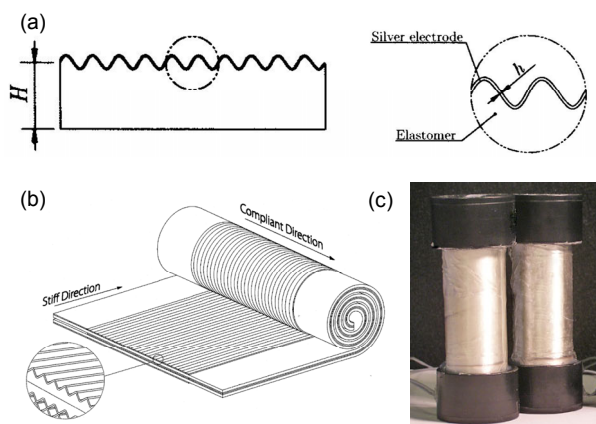 (a)
H
Silver electrode
h
Elastomer
(b)
Compliant Direction
Stiff Direction
(c)